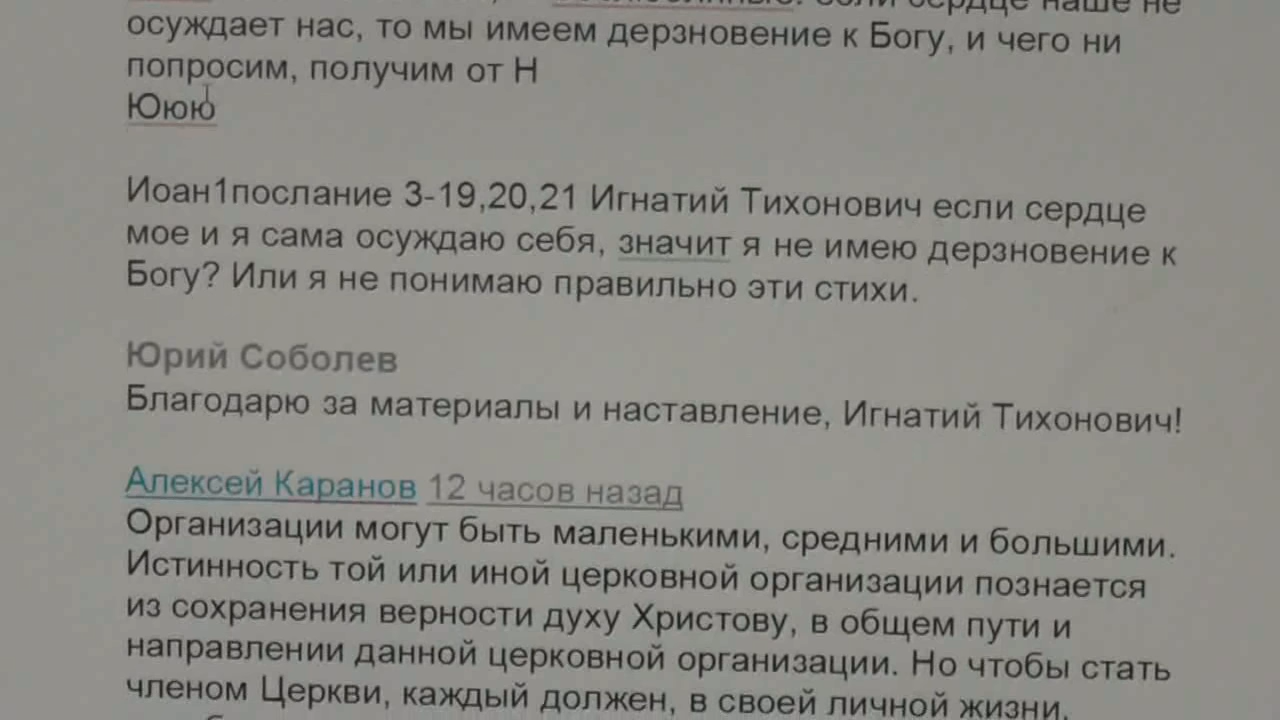 сердце наше не
осуждает нас, то мы имеем дерзновение к Богу, и чего ни
попросим, получим от Н
Ююю
Иоан1послание 3-19,20,21 Игнатий Тихонович если сердце
мое и я сама осуждаю себя, значит я не имею дерзновение к
Богу? Или я не понимаю правильно эти стихи.
Юрий Соболев
Благодарю за материалы и наставление, Игнатий Тихонович!
Алексей Каранов 12 часов назад
Организации могут быть маленькими, средними и большими.
Истинность той или иной церковной организации познается
из сохранения верности духу Христову, в общем пути и
направлении данной церковной организации. Но чтобы стать
членом Церкви, каждый должен, в своей личной жизни,